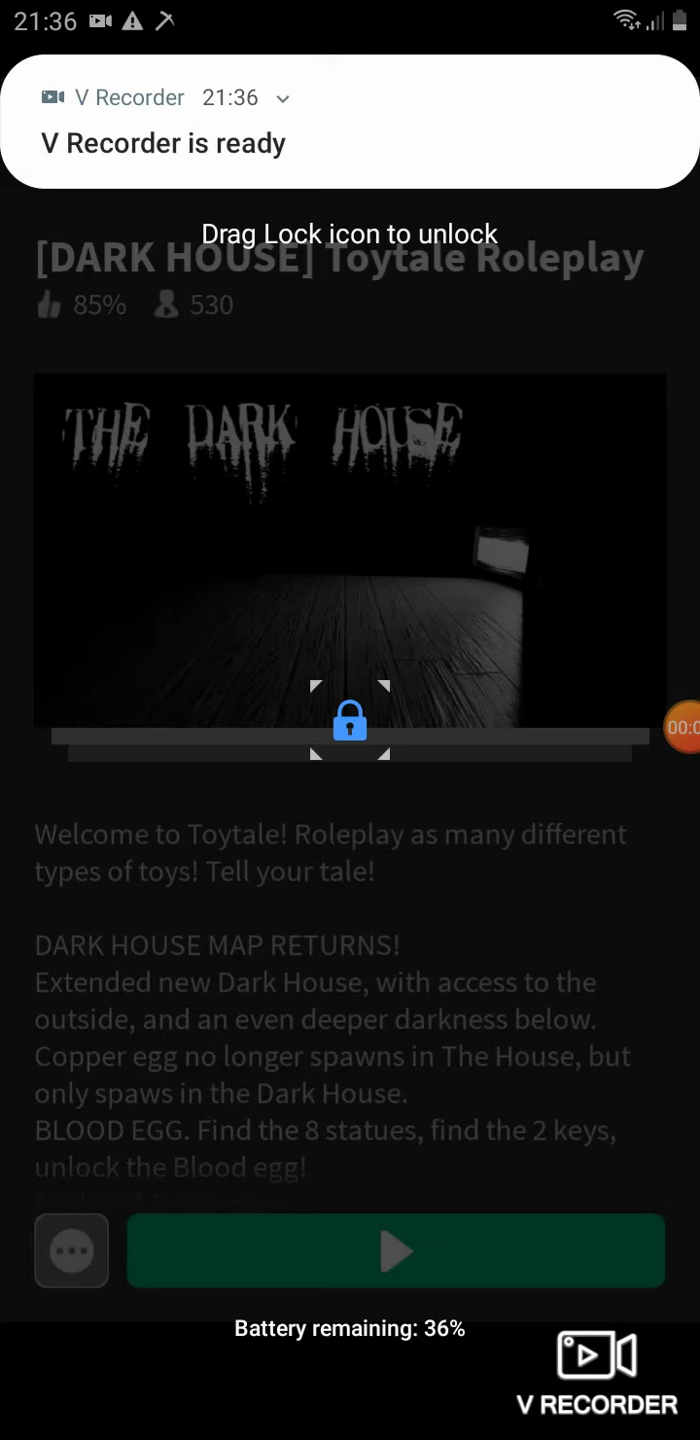 21:36
V Recorder 21:36
V Recorder is ready
Drag Lock icon to unlock
[DARK HOUSE] Toytale Roleplay
85% 530
THE DARK HOUSE
00:0
Welcome to Toytale! Roleplay as many different
types of toys! Tell your tale!
DARK HOUSE MAP RETURNS!
Extended new Dark House, with access to the
outside, and an even deeper darkness below.
Copper egg no longer spawns in The House, but
only spaws in the Dark House.
BLOOD EGG. Find the 8 statues, find the 2 keys,
unlock the Blood egg!
Battery remaining: 36%
V RECORDER